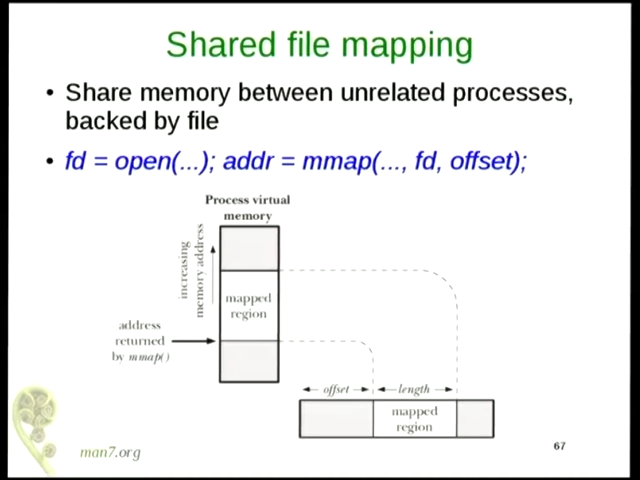 Shared file mapping
• Share memory between unrelated processes,
backed by file
• fd = open(...); addr = mmap(..., fd, offset);
Process virtual
memory
increasing
memory address
mapped
region
address
returned
by mmap()
offset
length
mapped
region
man7.org
67